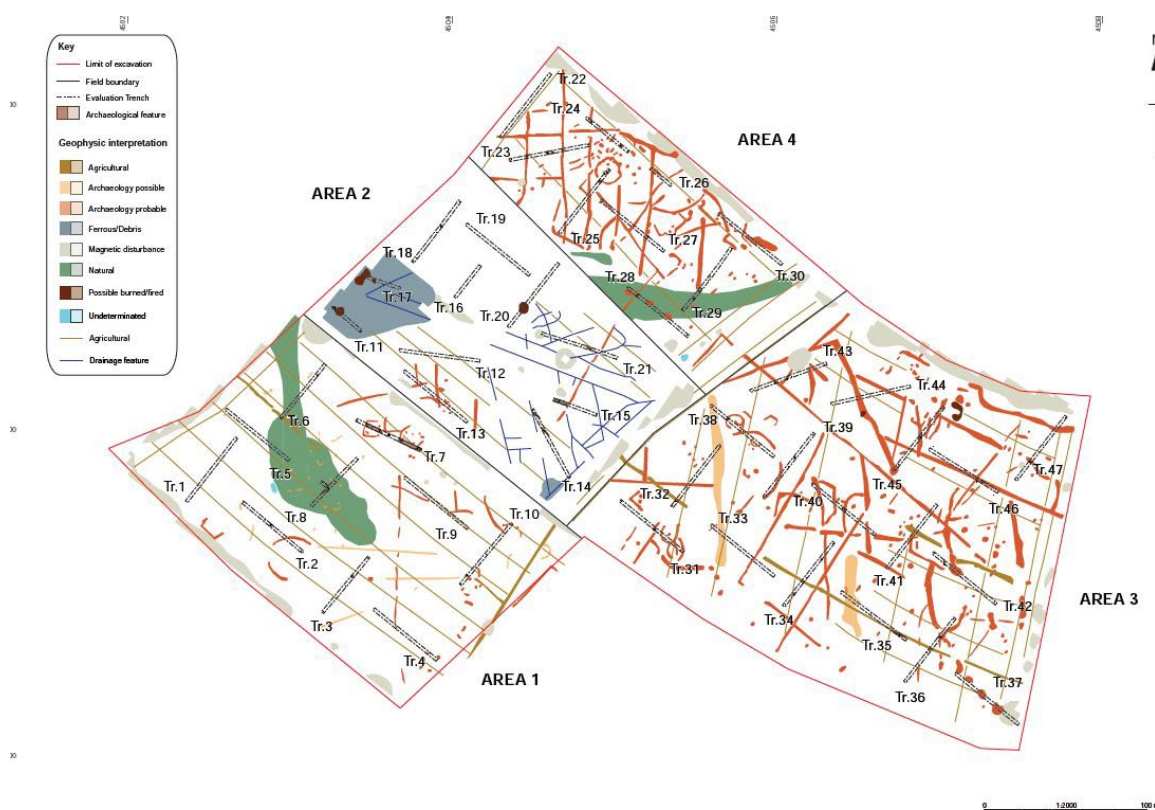 4502
4504
4506
4508
Key
Limit of excavation
Field boundary
Evaluation Trench
Archaeological feature
Geophysic interpretation
Agricultural
Archaeology possible
Archaeology probable
Ferrous/Debris
Magnetic disturbance
Natural
Possible burned/fired
Undeterminated
Agricultural
Drainage feature
AREA 4
AREA 2
AREA 1
AREA 3
Tr.22
Tr.24
Tr.23
Tr.26
Tr.25
Tr.27
Tr.28
Tr.30
Tr.29
Tr.19
Tr.18
Tr.17
Tr.16
Tr.20
Tr.11
Tr.12
Tr.21
Tr.13
Tr.15
Tr.14
Tr.6
Tr.7
Tr.5
Tr.1
Tr.8
Tr.10
Tr.9
Tr.2
Tr.3
Tr.4
Tr.43
Tr.44
Tr.38
Tr.39
Tr.47
Tr.45
Tr.32
Tr.40
Tr.46
Tr.33
Tr.31
Tr.41
Tr.42
Tr.34
Tr.35
Tr.37
Tr.36
0
1:2000